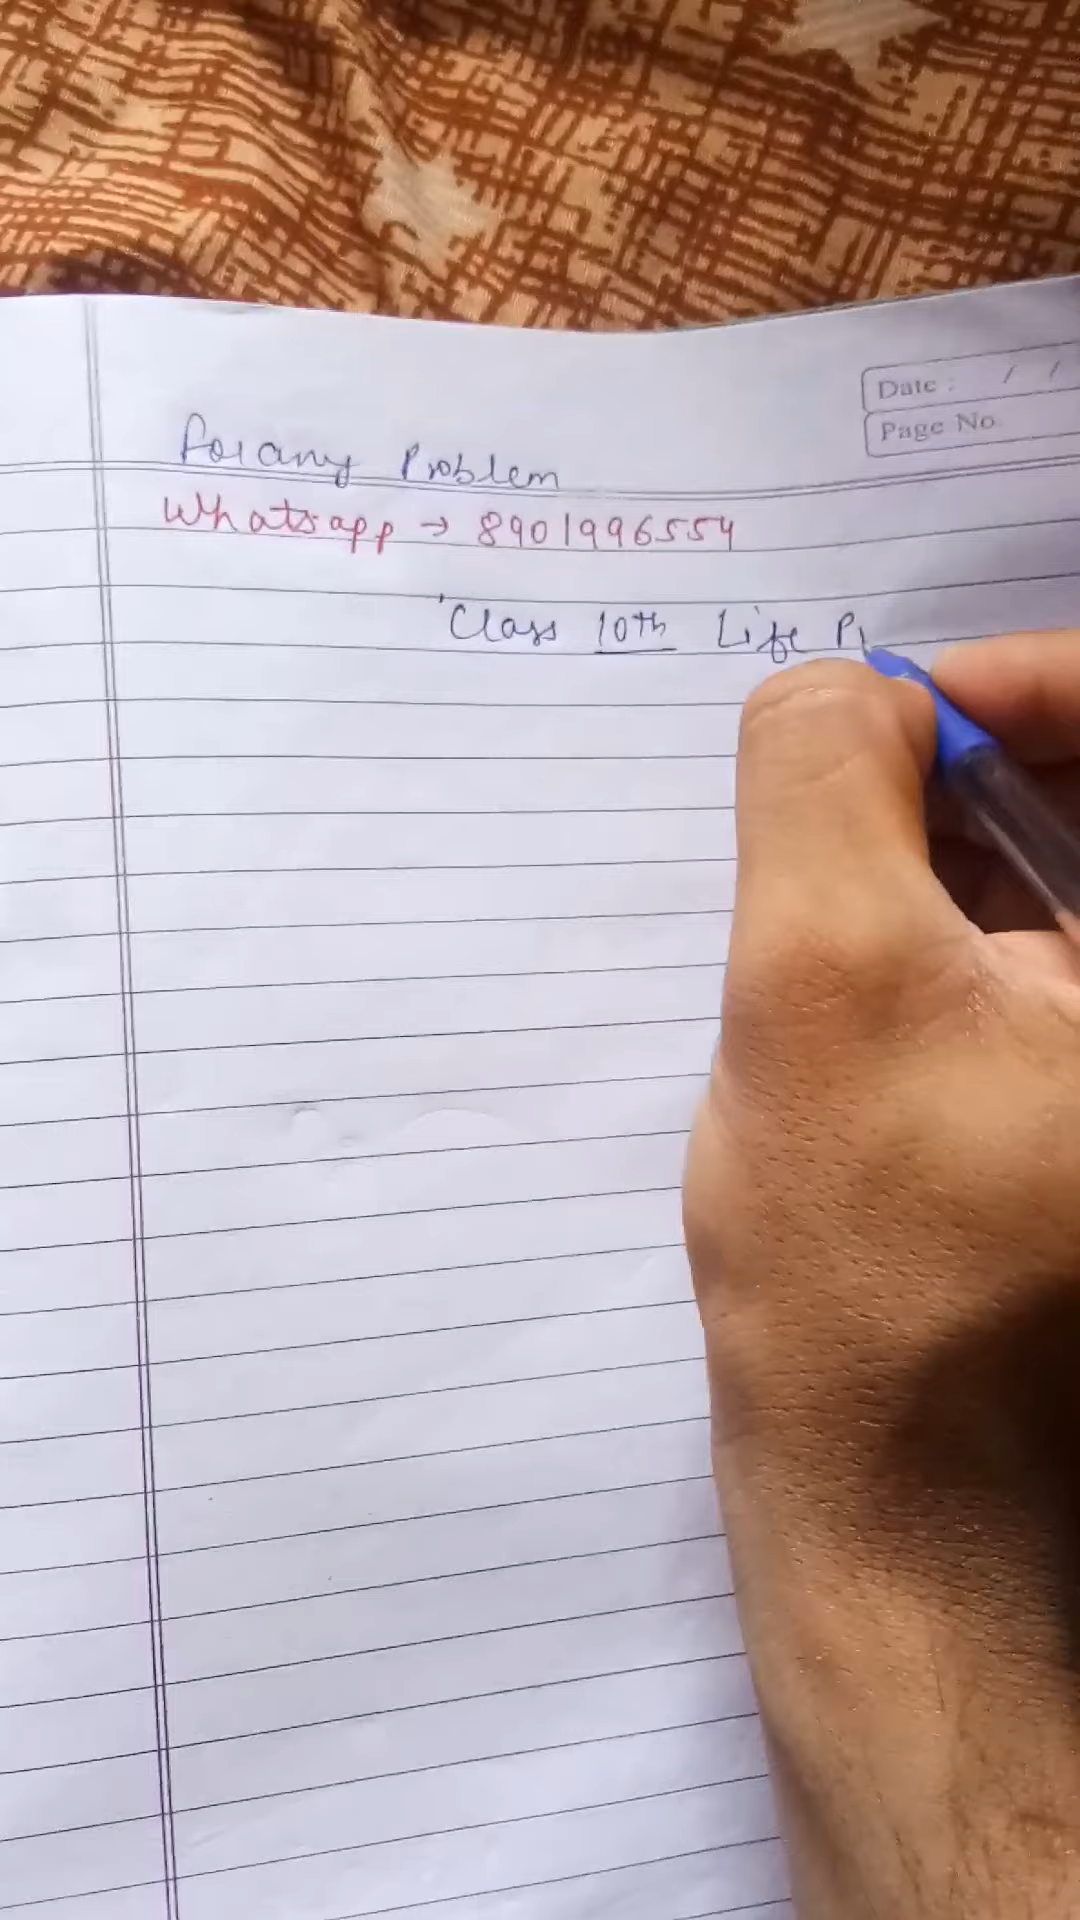 Date : / /
Page No.
For any Problem
Whatsapp → 8901996554
Class 10th Life P